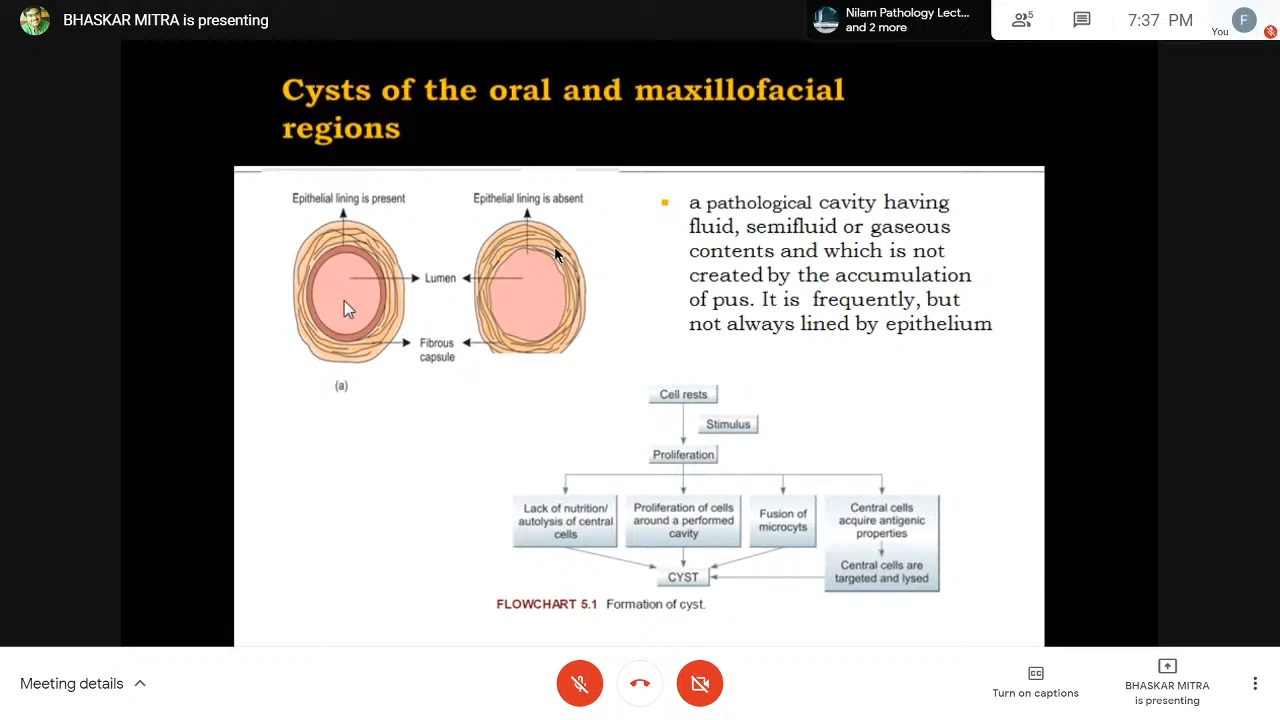 BHASKAR MITRA is presenting
Nilam Pathology Lect...
and 2 more
5
7:37 PM
You
F
Cysts of the oral and maxillofacial
regions
Epithelial lining is present
Epithelial lining is absent
Lumen
Fibrous
capsule
(a)
a pathological cavity having
fluid, semifluid or gaseous
contents and which is not
created by the accumulation
of pus. It is frequently, but
not always lined by epithelium
Cell rests
Stimulus
Proliferation
Lack of nutrition/
autolysis of central
cells
Proliferation of cells
around a performed
cavity
Fusion of
microcyts
Central cells
acquire antigenic
properties
Central cells are
targeted and lysed
CYST
FLOWCHART 5.1 Formation of cyst.
Meeting details
CC
Turn on captions
BHASKAR MITRA
is presenting